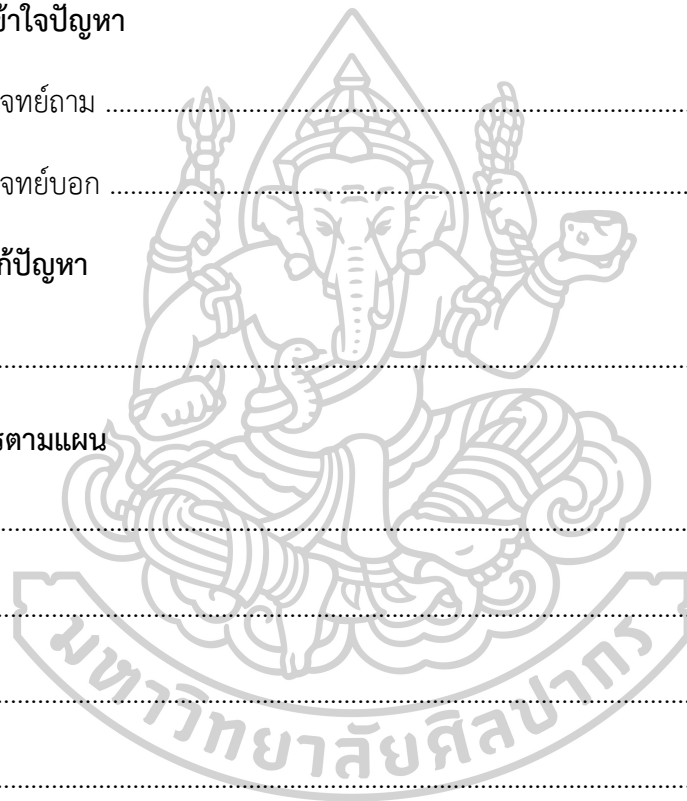 ข้าใจปัญหา
จทย์ถาม ........................................................................
จทย์บอก ........................................................................
ก้ปัญหา
........................................................................
รตามแผน
........................................................................
........................................................................
........................................................................
........................................................................
มหาวิทยาลัยศิลปากร